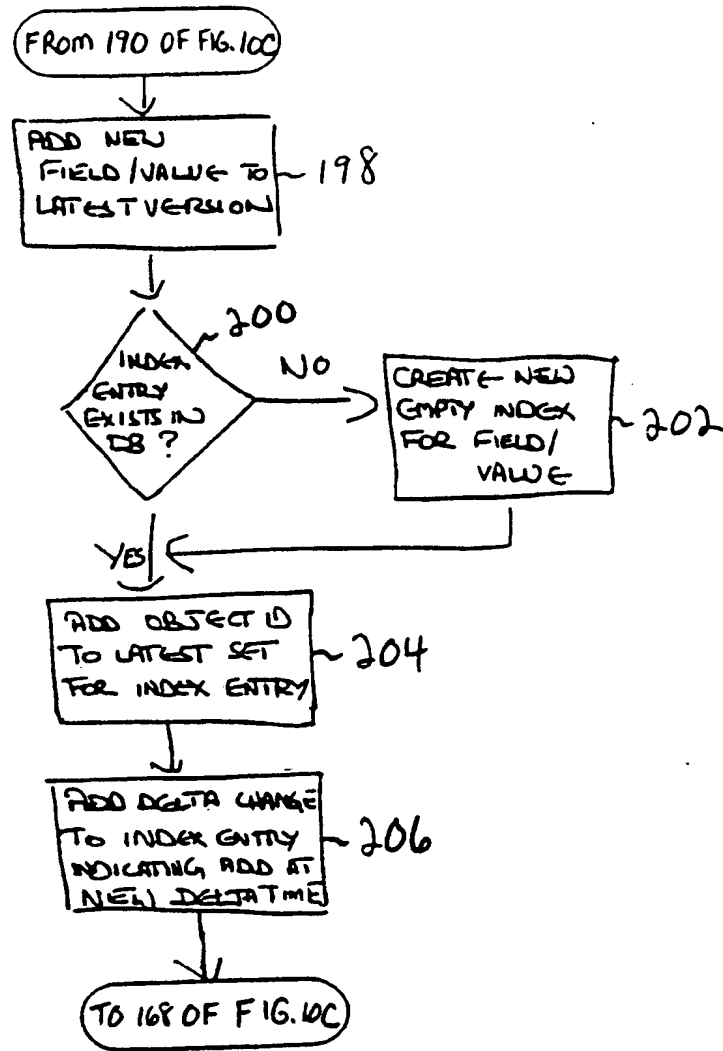 FROM 190 OF FIG. 10C
ADD NEW
FIELD/VALUE TO
LATEST VERSION
198
200
INDEX
ENTRY
EXISTS IN
DB?
NO
CREATE NEW
EMPTY INDEX
FOR FIELD/
VALUE
202
YES
ADD OBJECT ID
TO LATEST SET
FOR INDEX ENTRY
204
ADD DELTA CHANGE
TO INDEX ENTRY
INDICATING ADD AT
NEW DELTA TIME
206
TO 168 OF FIG. 10C